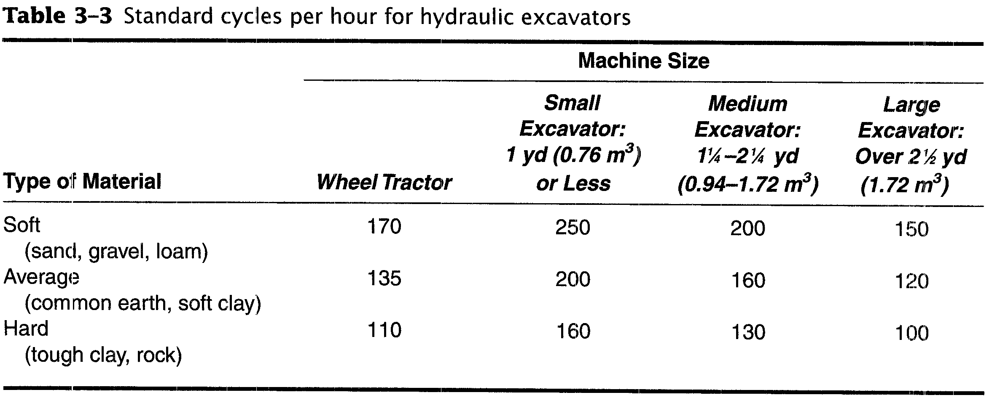 Table 3–3 Standard cycles per hour for hydraulic excavators
Machine Size
Small Medium Large
Excavator: Excavator: Excavator:
1 yd (0.76 m³) 1¼–2¼ yd Over 2½ yd
Type of Material Wheel Tractor or Less (0.94–1.72 m³) (1.72 m³)
Soft 170 250 200 150
(sand, gravel, loam)
Average 135 200 160 120
(common earth, soft clay)
Hard 110 160 130 100
(tough clay, rock)